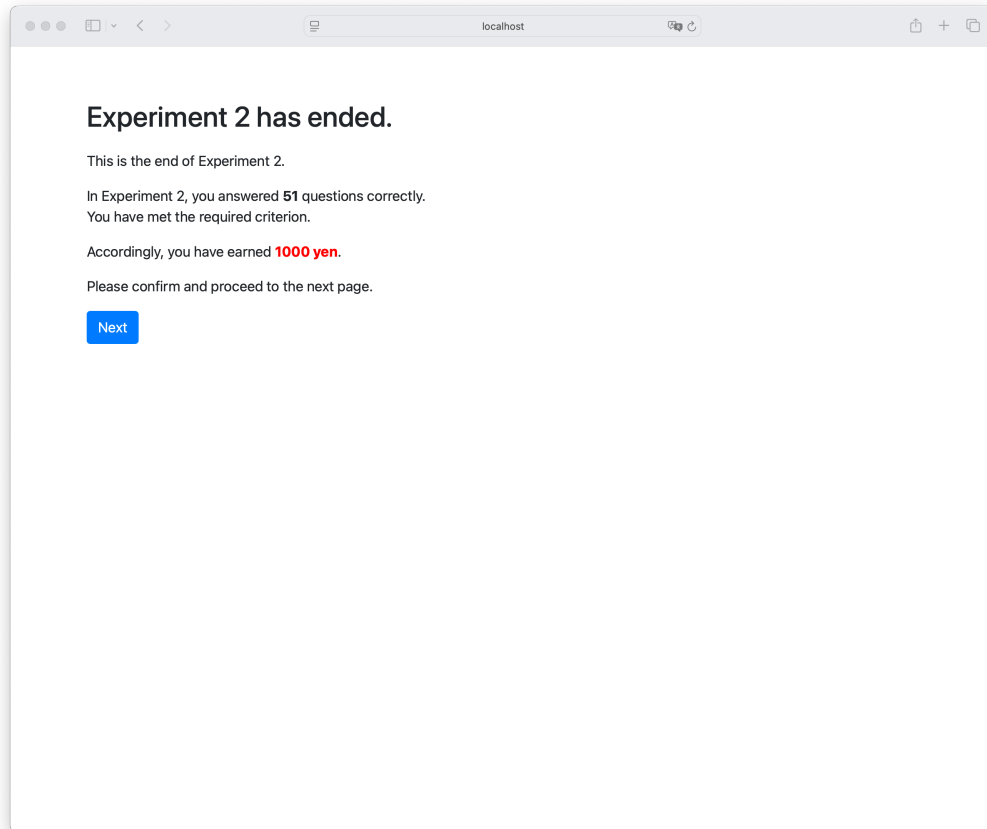 localhost
Experiment 2 has ended.
This is the end of Experiment 2.
In Experiment 2, you answered 51 questions correctly.
You have met the required criterion.
Accordingly, you have earned 1000 yen.
Please confirm and proceed to the next page.
Next